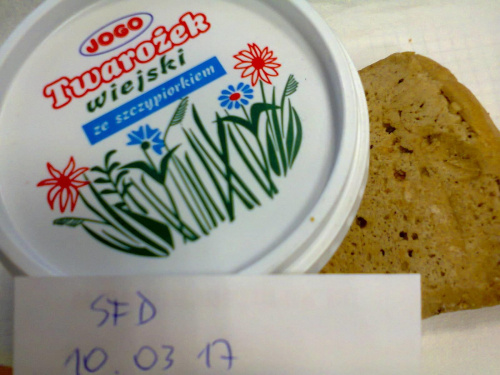 JOGO
Twarożek
wiejski
ze szczypiorkiem
SFD
10.03 17